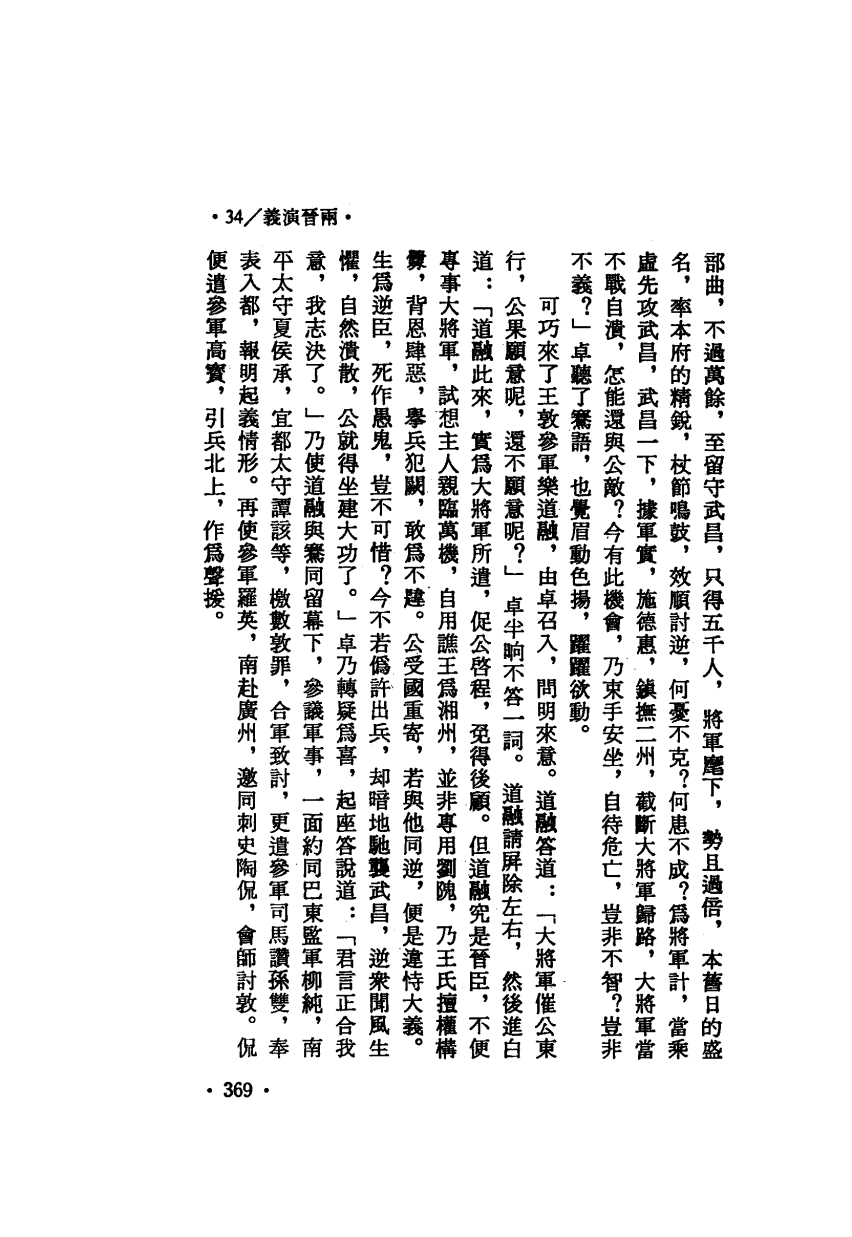 ·兩晉演義／34·
部曲，不過萬餘，至留守武昌，只得五千人，將軍麾下，勢且過倍，本舊日的盛
名，率本府的精銳，杖節鳴鼓，效順討逆，何憂不克？何患不成？爲將軍計，當乘
虛先攻武昌，武昌一下，據軍實，施德惠，鎮撫二州，截斷大將軍歸路，大將軍當
不戰自潰，怎能還與公敵？今有此機會，乃束手安坐，自待危亡，豈非不智？豈非
不義？」卓聽了騫語，也覺眉動色揚，躍躍欲動。
可巧來了王敦參軍樂道融，由卓召入，問明來意。道融答道：「大將軍催公東
行，公果願意呢，還不願意呢？」卓半晌不答一詞。道融請屏除左右，然後進白
道：「道融此來，實爲大將軍所遣，促公啓程，免得後顧。但道融究是晉臣，不便
專事大將軍，試想主人親臨萬機，自用譙王爲湘州，並非專用劉隗，乃王氏擅權構
釁，背恩肆惡，舉兵犯闕，敢爲不韙。公受國重寄，若與他同逆，便是違恃大義。
生爲逆臣，死作愚鬼，豈不可惜？今不若僞許出兵，却暗地馳襲武昌，逆衆聞風生
懼，自然潰散，公就得坐建大功了。」卓乃轉疑爲喜，起座答說道：「君言正合我
意，我志決了。」乃使道融與騫同留幕下，參議軍事，一面約同巴東監軍柳純，南
平太守夏侯承，宜都太守譚該等，檄數敦罪，合軍致討，更遣參軍司馬讚孫雙，奉
表入都，報明起義情形。再使參軍羅英，南赴廣州，邀同刺史陶侃，會師討敦。侃
便遣參軍高寶，引兵北上，作爲聲援。
·369·